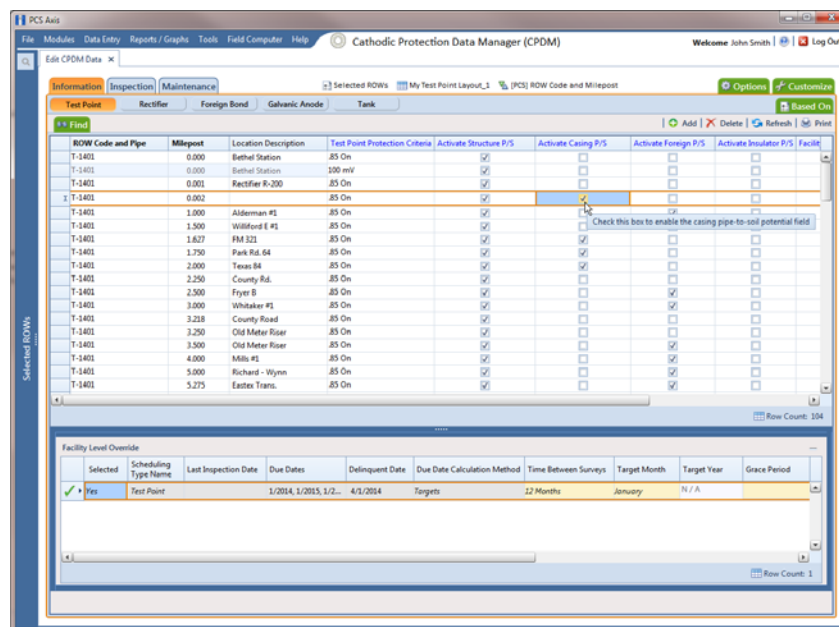 PCS Axis
File Modules Data Entry Reports / Graphs Tools Field Computer Help Cathodic Protection Data Manager (CPDM) Welcome John Smith Log Ou
Edit CPDM Data
Information Inspection Maintenance Selected ROWs My Test Point Layout_1 [PCS] ROW Code and Milepost Options Customize
Test Point Rectifier Foreign Bond Galvanic Anode Tank Based On
Find Add Delete Refresh Print
ROW Code and Pipe Milepost Location Description Test Point Protection Criteria Activate Structure P/S Activate Casing P/S Activate Foreign P/S Activate Insulator P/S Facilit
T-1401 0.000 Bethel Station .85 On
T-1401 0.000 Bethel Station 100 mV
T-1401 0.001 Rectifier R-200 .85 On
T-1401 0.002 .85 On
T-1401 1.000 Alderman #1 .85 On
T-1401 1.500 Williford E #1 .85 On
Check this box to enable the casing pipe-to-soil potential field
T-1401 1.627 FM 321 .85 On
T-1401 1.750 Park Rd. 64 .85 On
T-1401 2.000 Texas 84 .85 On
T-1401 2.250 County Rd. .85 On
T-1401 2.500 Fryer B .85 On
T-1401 3.000 Whitaker #1 .85 On
T-1401 3.218 County Road .85 On
T-1401 3.250 Old Meter Riser .85 On
T-1401 3.500 Old Meter Riser .85 On
T-1401 4.000 Mills #1 .85 On
T-1401 5.000 Richard - Wynn .85 On
T-1401 5.275 Eastex Trans. .85 On
Row Count: 104
Selected ROWs
Facility Level Override
Selected Scheduling Type Name Last Inspection Date Due Dates Delinquent Date Due Date Calculation Method Time Between Surveys Target Month Target Year Grace Period
Yes Test Point 1/2014, 1/2015, 1/2... 4/1/2014 Targets 12 Months January N / A
Row Count: 1